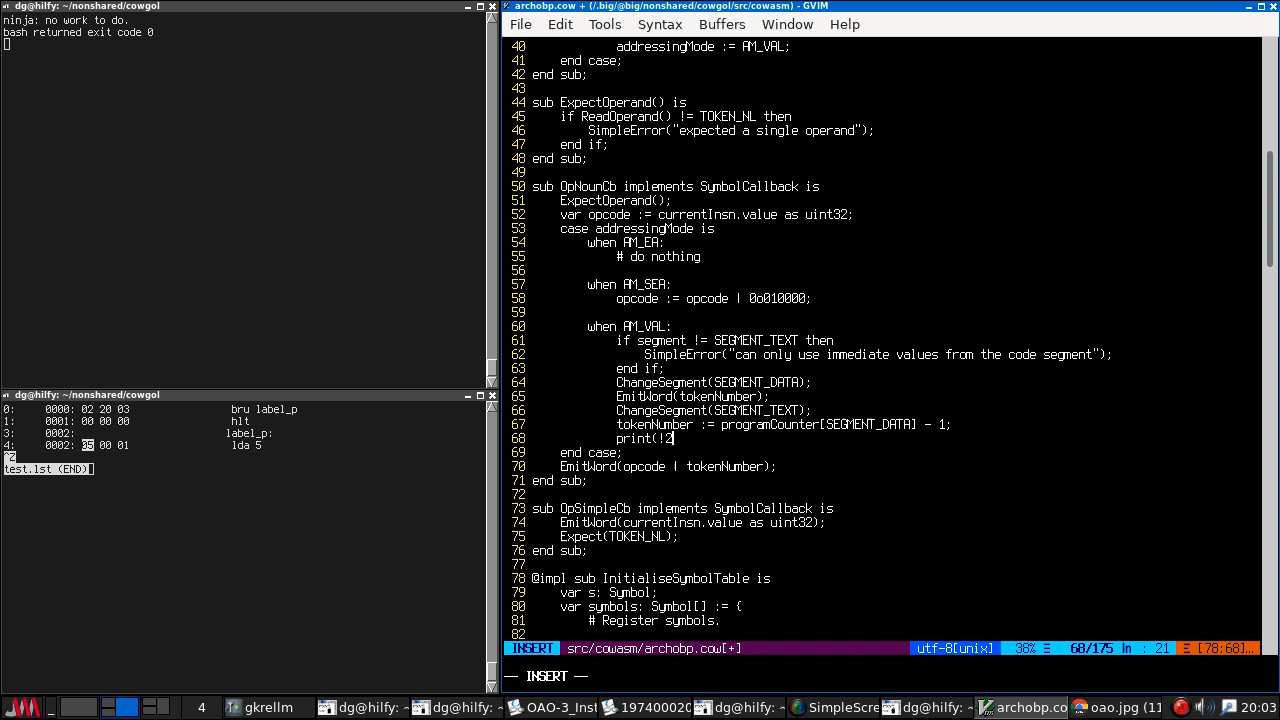 dg@hilfy: ~/nonshared/cowgol
ninja: no work to do.
bash returned exit code 0
dg@hilfy: ~/nonshared/cowgol
0: 0000: 02 20 03 bru label_p
1: 0001: 00 00 00 hlt
3: 0002: label_p:
4: 0002: 05 00 01 lda 5
^Z
test.lst (END)
archobp.cow + (/.big/@big/nonshared/cowgol/src/cowasm) - GVIM
File Edit Tools Syntax Buffers Window Help
40 addressingMode := AM_VAL;
41 end case;
42 end sub;
43
44 sub ExpectOperand() is
45 if ReadOperand() != TOKEN_NL then
46 SimpleError("expected a single operand");
47 end if;
48 end sub;
49
50 sub OpNounCb implements SymbolCallback is
51 ExpectOperand();
52 var opcode := currentInsn.value as uint32;
53 case addressingMode is
54 when AM_EA:
55 # do nothing
56
57 when AM_SEA:
58 opcode := opcode | 0o010000;
59
60 when AM_VAL:
61 if segment != SEGMENT_TEXT then
62 SimpleError("can only use immediate values from the code segment");
63 end if;
64 ChangeSegment(SEGMENT_DATA);
65 EmitWord(tokenNumber);
66 ChangeSegment(SEGMENT_TEXT);
67 tokenNumber := programCounter[SEGMENT_DATA] - 1;
68 print(!2
69 end case;
70 EmitWord(opcode | tokenNumber);
71 end sub;
72
73 sub OpSimpleCb implements SymbolCallback is
74 EmitWord(currentInsn.value as uint32);
75 Expect(TOKEN_NL);
76 end sub;
77
78 @impl sub InitialiseSymbolTable is
79 var s: Symbol;
80 var symbols: Symbol[] := {
81 # Register symbols.
82
INSERT src/cowasm/archobp.cow[+] utf-8[unix] 38% ☰ 68/175 ln : 21 Ξ [78:68]…
-- INSERT --
4 gkrellm dg@hilfy: ~ dg@hilfy: ~ OAO-3_Inst 197400020 dg@hilfy: ~ SimpleScre dg@hilfy: ~ archobp.co oao.jpg (11 20:03